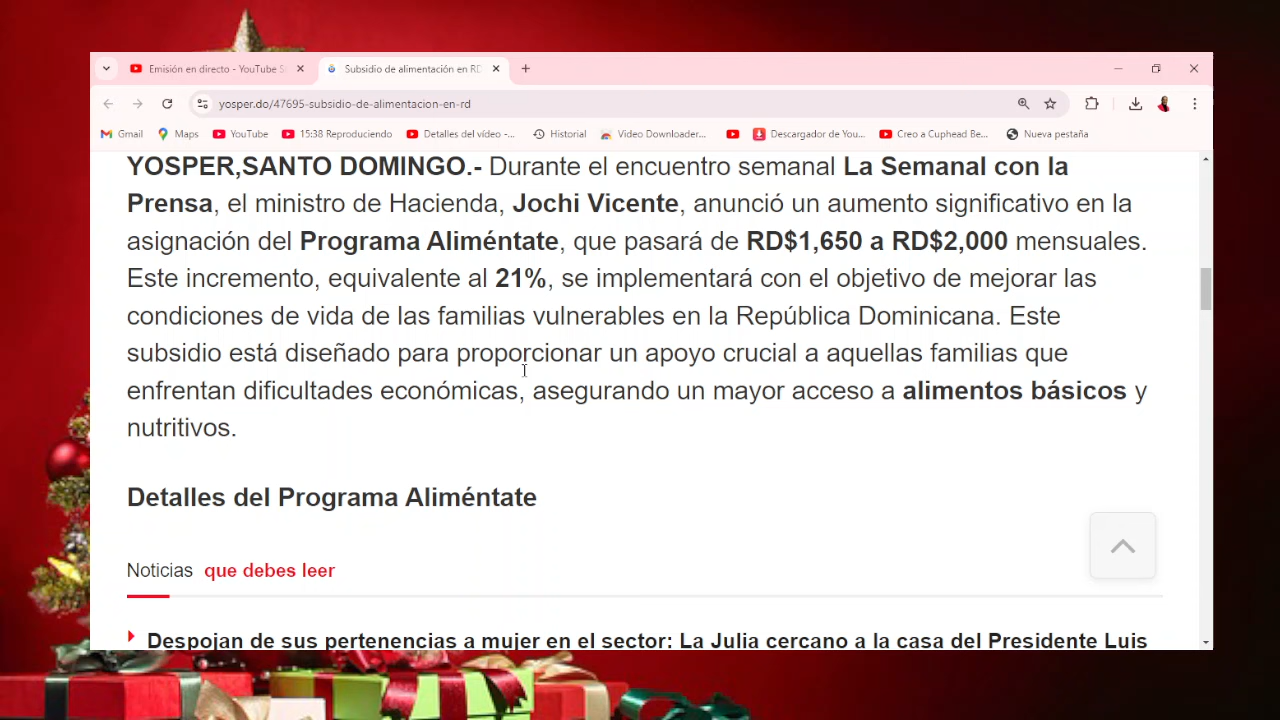 Emisión en directo - YouTube S
Subsidio de alimentación en RD
yosper.do/47695-subsidio-de-alimentacion-en-rd
Gmail
Maps
YouTube
15:38 Reproduciendo
Detalles del vídeo -...
Historial
Video Downloader...
Descargador de You...
Creo a Cuphead Be...
Nueva pestaña
YOSPER,SANTO DOMINGO.- Durante el encuentro semanal La Semanal con la
Prensa, el ministro de Hacienda, Jochi Vicente, anunció un aumento significativo en la
asignación del Programa Aliméntate, que pasará de RD$1,650 a RD$2,000 mensuales.
Este incremento, equivalente al 21%, se implementará con el objetivo de mejorar las
condiciones de vida de las familias vulnerables en la República Dominicana. Este
subsidio está diseñado para proporcionar un apoyo crucial a aquellas familias que
enfrentan dificultades económicas, asegurando un mayor acceso a alimentos básicos y
nutritivos.
Detalles del Programa Aliméntate
Noticias que debes leer
Despojan de sus pertenencias a mujer en el sector: La Julia cercano a la casa del Presidente Luis